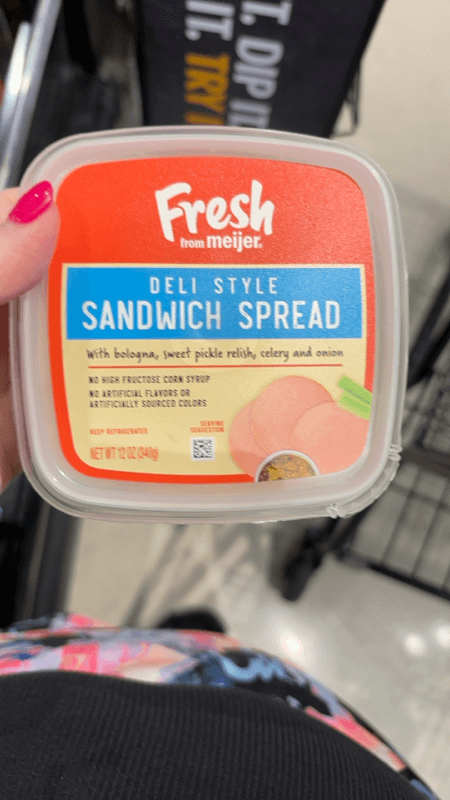 T. DIP IT
IT. TRY
Fresh
from meijer.
DELI STYLE
SANDWICH SPREAD
With bologna, sweet pickle relish, celery and onion
NO HIGH FRUCTOSE CORN SYRUP
NO ARTIFICIAL FLAVORS OR
ARTIFICIALLY SOURCED COLORS
KEEP REFRIGERATED
SERVING
SUGGESTION
NET WT 12 OZ (340g)